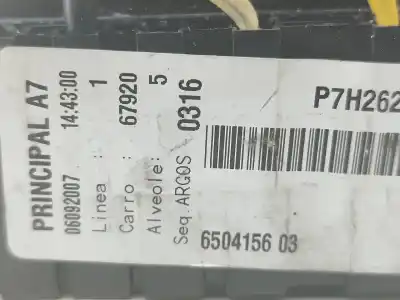 PRINCIPAL A7
06092007 14:43:00
Linea : 1
Carro : 67920
Alveole: 5
Seq.ARGOS 0316
P7H262
6504156 03